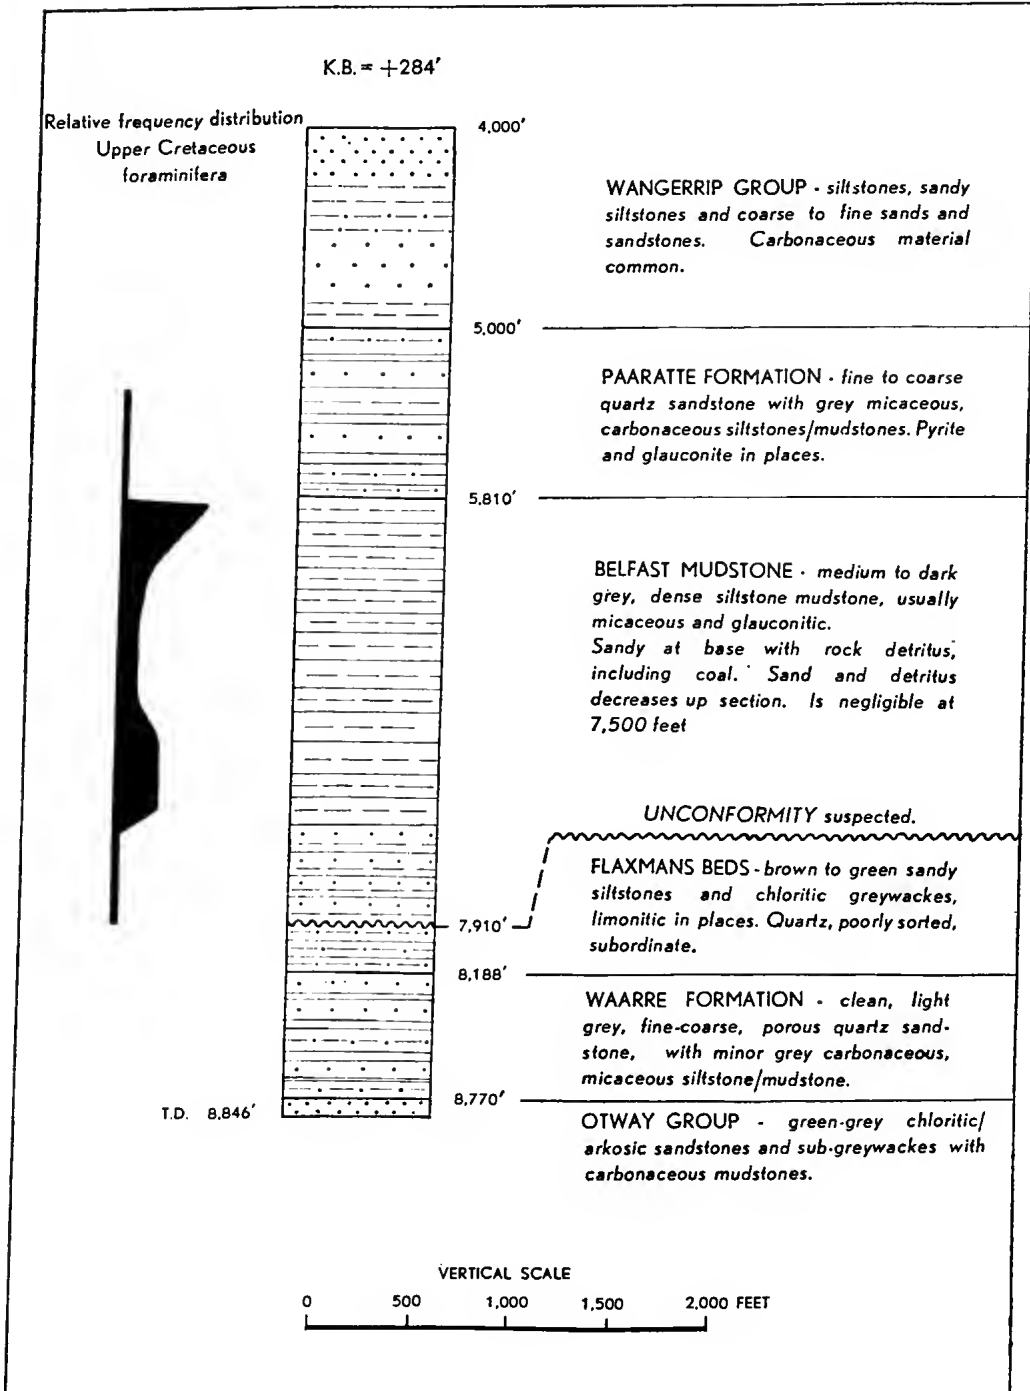 K.B. = +284'
Relative frequency distribution
Upper Cretaceous
foraminifera
4,000'
WANGERRIP GROUP - siltstones, sandy
siltstones and coarse to fine sands and
sandstones. Carbonaceous material
common.
5,000'
PAARATTE FORMATION - fine to coarse
quartz sandstone with grey micaceous,
carbonaceous siltstones/mudstones. Pyrite
and glauconite in places.
5,810'
BELFAST MUDSTONE - medium to dark
grey, dense siltstone mudstone, usually
micaceous and glauconitic.
Sandy at base with rock detritus,
including coal. Sand and detritus
decreases up section. Is negligible at
7,500 feet
UNCONFORMITY suspected.
FLAXMANS BEDS - brown to green sandy
siltstones and chloritic greywackes,
limonitic in places. Quartz, poorly sorted,
subordinate.
7,910'
8,188'
WAARRE FORMATION - clean, light
grey, fine-coarse, porous quartz sand-
stone, with minor grey carbonaceous,
micaceous siltstone/mudstone.
8,770'
T.D. 8,846'
OTWAY GROUP - green-grey chloritic/
arkosic sandstones and sub-greywackes with
carbonaceous mudstones.
VERTICAL SCALE
0 500 1,000 1,500 2,000 FEET